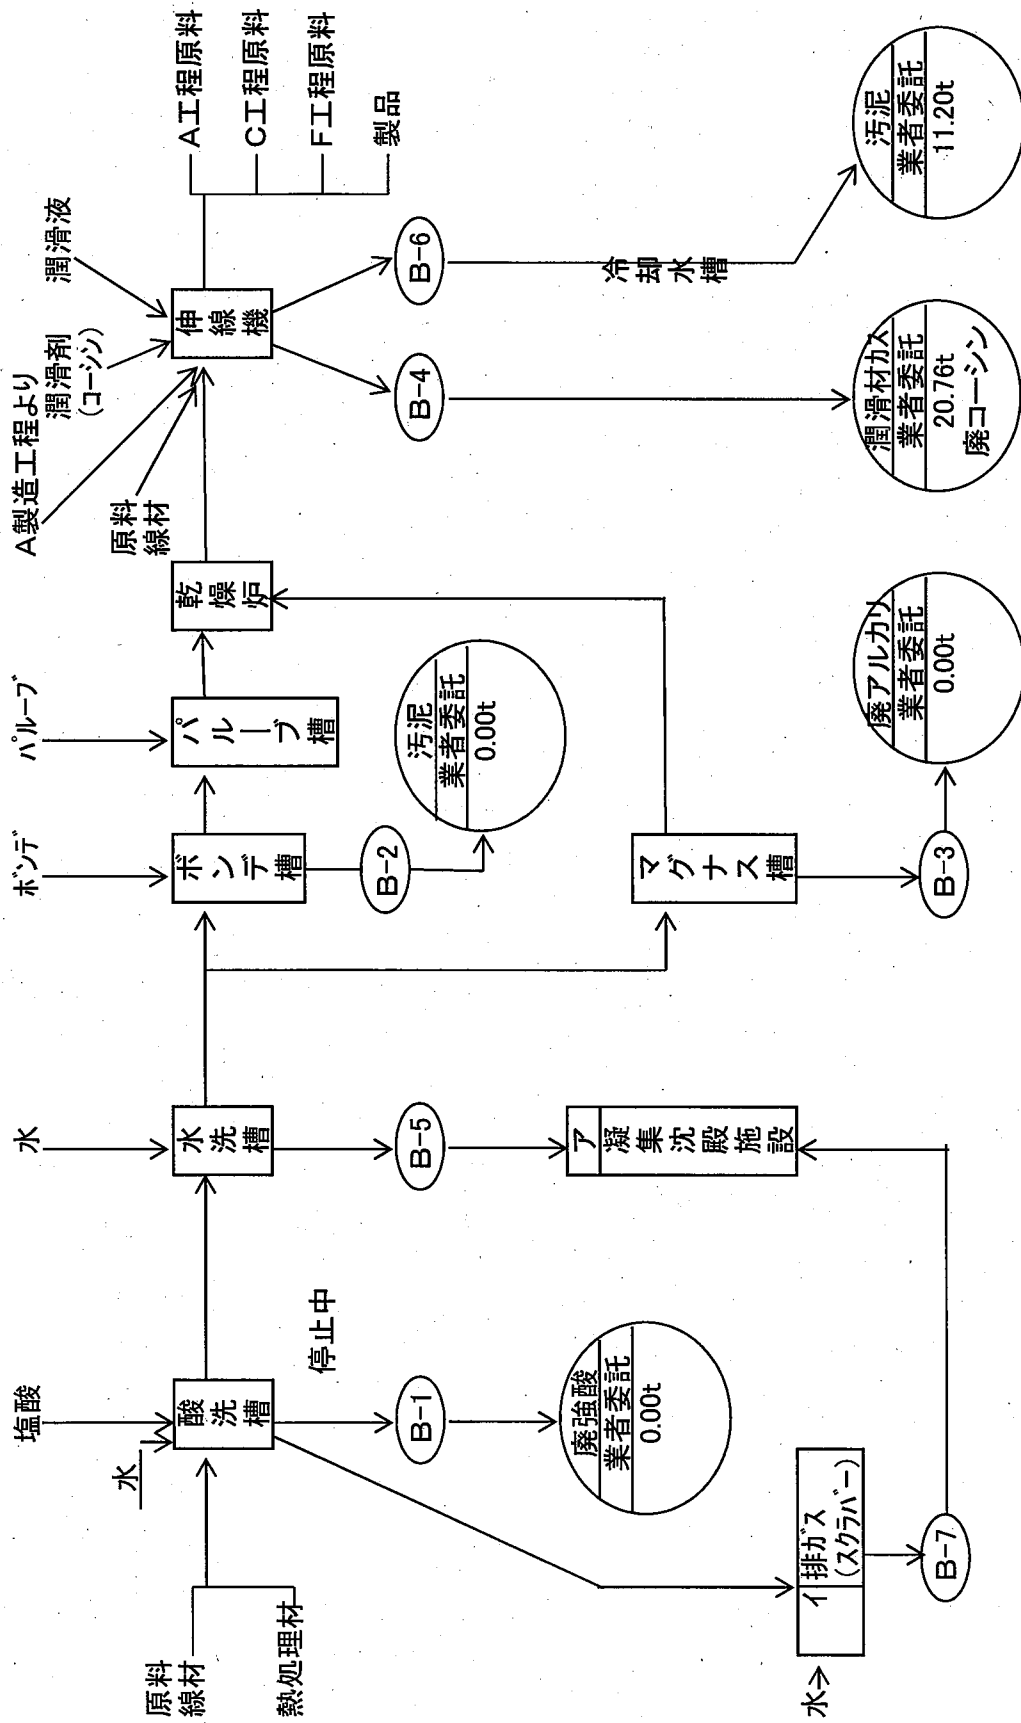 原料
線材
熱処理材
塩酸
水
酸
洗
槽
停止中
B-1
廃強酸
業者委託
0.00t
水→
イ
排ガス
(スクラバー)
B-7
水
水
洗
槽
B-5
ア
凝
集
沈
殿
施
設
ボンデ
ボ
ン
デ
槽
B-2
汚泥
業者委託
0.00t
マ
グ
ナ
ス
槽
B-3
廃アルカリ
業者委託
0.00t
パルーブ
パ
ル
ー
ブ
槽
乾
燥
炉
A製造工程より
原料
線材
潤滑剤
(コーシン)
潤滑液
伸
線
機
B-4
潤滑材カス
業者委託
20.76t
廃コーシン
B-6
冷
却
水
槽
汚泥
業者委託
11.20t
A工程原料
C工程原料
F工程原料
製品